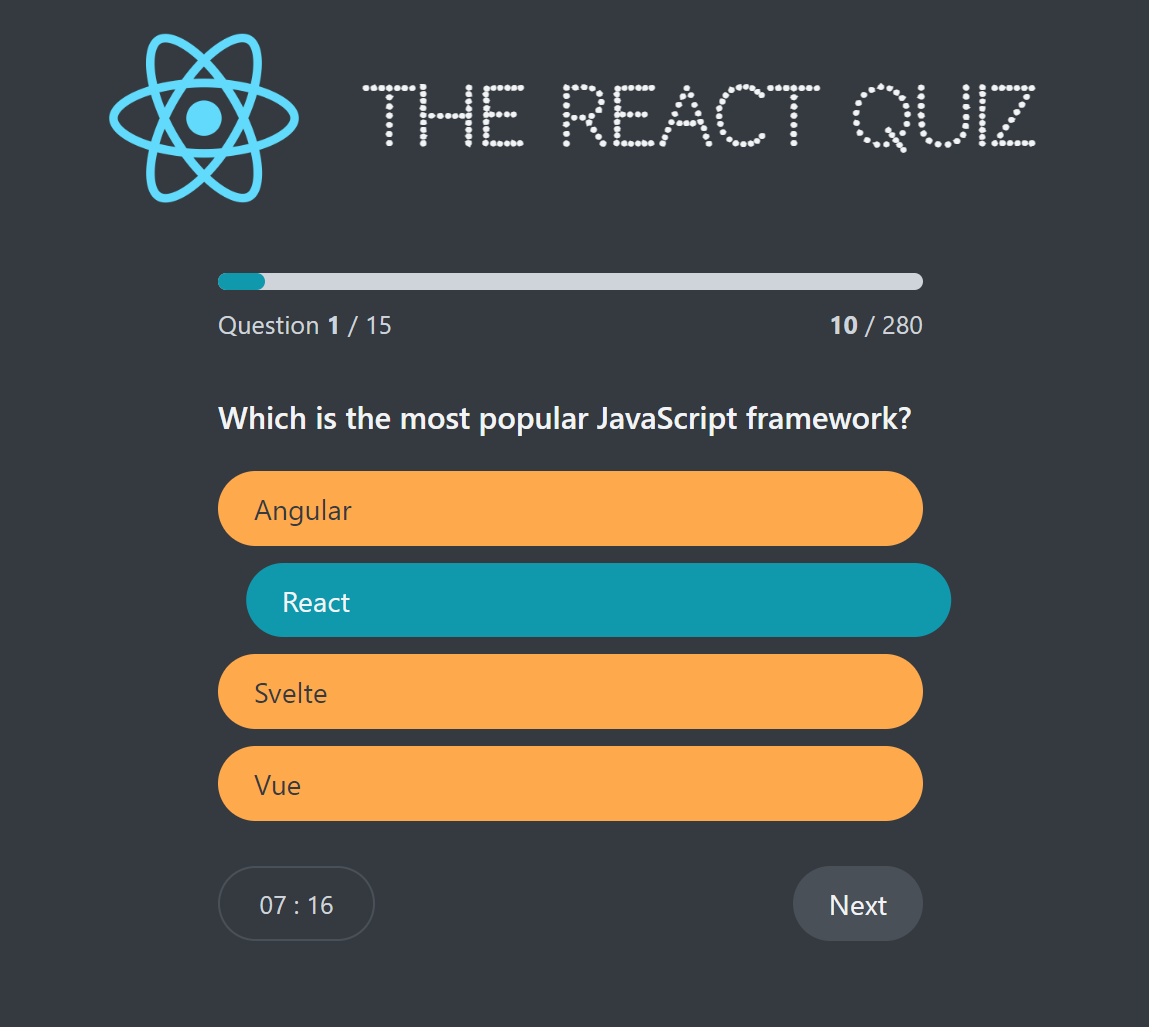 THE REACT QUIZ
Question 1 / 15
10 / 280
Which is the most popular JavaScript framework?
Angular
React
Svelte
Vue
07 : 16
Next